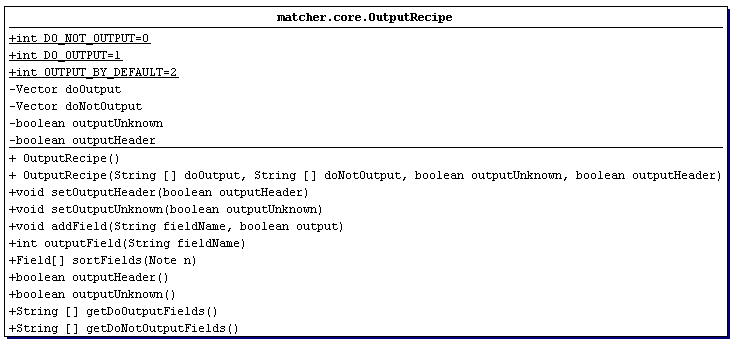 matcher.core.OutputRecipe
+int DO_NOT_OUTPUT=0
+int DO_OUTPUT=1
+int OUTPUT_BY_DEFAULT=2
-Vector doOutput
-Vector doNotOutput
-boolean outputUnknown
-boolean outputHeader
+ OutputRecipe()
+ OutputRecipe(String [] doOutput, String [] doNotOutput, boolean outputUnknown, boolean outputHeader)
+void setOutputHeader(boolean outputHeader)
+void setOutputUnknown(boolean outputUnknown)
+void addField(String fieldName, boolean output)
+int outputField(String fieldName)
+Field[] sortFields(Note n)
+boolean outputHeader()
+boolean outputUnknown()
+String [] getDoOutputFields()
+String [] getDoNotOutputFields()